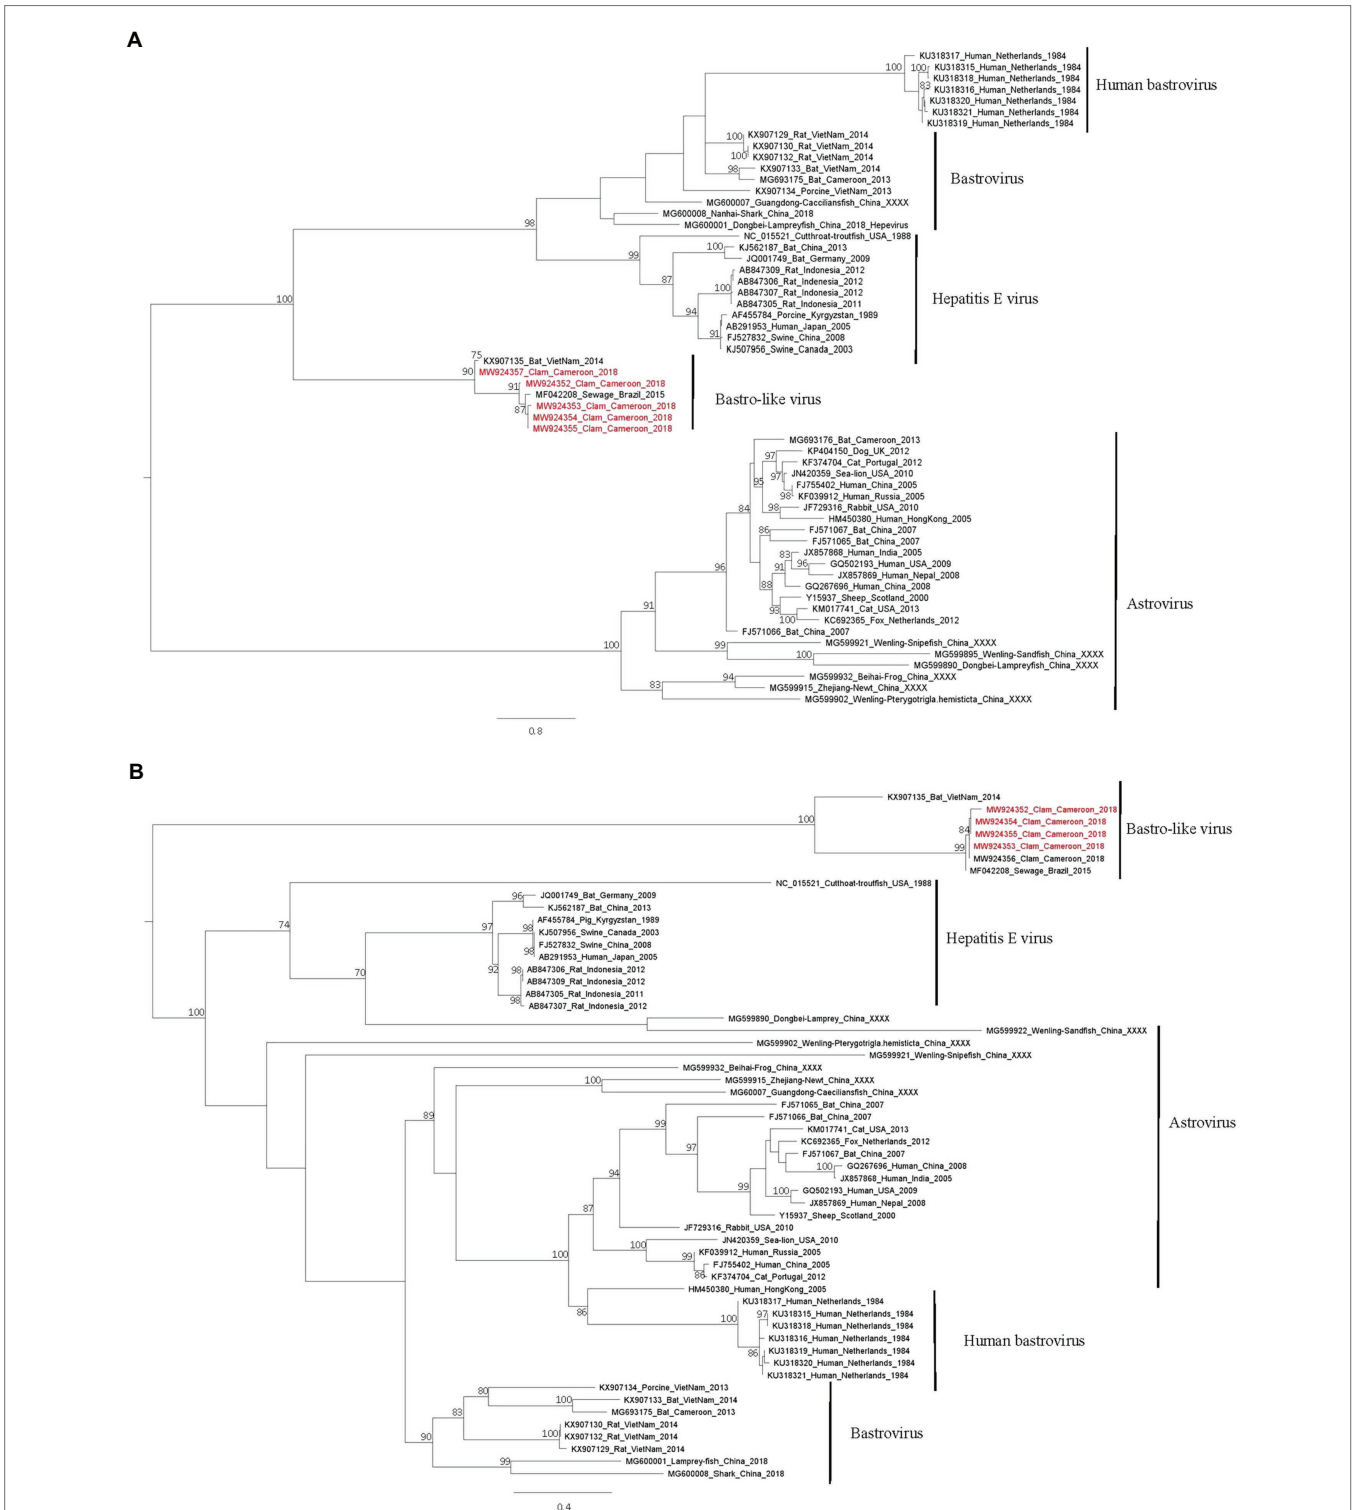 A
KU318317_Human_Netherlands_1984
100
100
KU318315_Human_Netherlands_1984
KU318318_Human_Netherlands_1984
83
KU318316_Human_Netherlands_1984
Human bastrovirus
KU318320_Human_Netherlands_1984
KU318321_Human_Netherlands_1984
KU318319_Human_Netherlands_1984
100
KX907129_Rat_VietNam_2014
KX907130_Rat_VietNam_2014
100
KX907132_Rat_VietNam_2014
98
KX907133_Bat_VietNam_2014
MG693175_Bat_Cameroon_2013
Bastrovirus
KX907134_Porcine_VietNam_2013
MG600007_Guangdong-Cacciliansfish_China_XXXX
MG600008_Nanhai-Shark_China_2018
98
MG600001_Dongbei-Lampreyfish_China_2018_Hepevirus
NC_015521_Cutthroat-troutfish_USA_1988
99
100
KJ562187_Bat_China_2013
JQ001749_Bat_Germany_2009
87
AB847309_Rat_Indonesia_2012
AB847306_Rat_Indenesia_2012
100
AB847307_Rat_Indonesia_2012
100
AB847305_Rat_Indonesia_2011
Hepatitis E virus
94
AF455784_Porcine_Kyrgyzstan_1989
AB291953_Human_Japan_2005
91
FJ527832_Swine_China_2008
KJ507956_Swine_Canada_2003
75
KX907135_Bat_VietNam_2014
90
MW924357_Clam_Cameroon_2018
91
MW924352_Clam_Cameroon_2018
MF042208_Sewage_Brazil_2015
Bastro-like virus
87
MW924353_Clam_Cameroon_2018
MW924354_Clam_Cameroon_2018
MW924355_Clam_Cameroon_2018
MG693176_Bat_Cameroon_2013
97
KP404150_Dog_UK_2012
KF374704_Cat_Portugal_2012
97
JN420359_Sea-lion_USA_2010
95
FJ755402_Human_China_2005
98
KF039912_Human_Russia_2005
84
98
JF729316_Rabbit_USA_2010
HM450380_Human_HongKong_2005
86
FJ571067_Bat_China_2007
FJ571065_Bat_China_2007
83
JX857868_Human_India_2005
96
91
96
GQ502193_Human_USA_2009
JX857869_Human_Nepal_2008
88
GQ267696_Human_China_2008
Y15937_Sheep_Scotland_2000
Astrovirus
91
93
KM017741_Cat_USA_2013
100
KC692365_Fox_Netherlands_2012
FJ571066_Bat_China_2007
100
99
MG599921_Wenling-Snipefish_China_XXXX
100
MG599895_Wenling-Sandfish_China_XXXX
MG599890_Dongbei-Lampreyfish_China_XXXX
94
MG599932_Beihai-Frog_China_XXXX
83
MG599915_Zhejiang-Newt_China_XXXX
MG599902_Wenling-Pterygotrigla.hemisticta_China_XXXX
0.8
B
KX907135_Bat_VietNam_2014
MW924352_Clam_Cameroon_2018
100
MW924354_Clam_Cameroon_2018
84
MW924355_Clam_Cameroon_2018
Bastro-like virus
99
MW924353_Clam_Cameroon_2018
MW924356_Clam_Cameroon_2018
MF042208_Sewage_Brazil_2015
NC_015521_Cutthoat-troutfish_USA_1988
96
JQ001749_Bat_Germany_2009
KJ562187_Bat_China_2013
74
97
AF455784_Pig_Kyrgyzstan_1989
98
KJ507956_Swine_Canada_2003
Hepatitis E virus
FJ527832_Swine_China_2008
98
AB291953_Human_Japan_2005
70
92
98
AB847306_Rat_Indonesia_2012
AB847309_Rat_Indonesia_2012
AB847305_Rat_Indonesia_2011
98
AB847307_Rat_Indonesia_2012
100
MG599890_Dongbei-Lamprey_China_XXXX
MG599922_Wenling-Sandfish_China_XXXX
MG599902_Wenling-Pterygotrigla.hemisticta_China_XXXX
MG599921_Wenling-Snipefish_China_XXXX
MG599932_Beihai-Frog_China_XXXX
100
MG599915_Zhejiang-Newt_China_XXXX
MG60007_Guangdong-Caeciliansfish_China_XXXX
89
FJ571065_Bat_China_2007
FJ571066_Bat_China_2007
99
KM017741_Cat_USA_2013
Astrovirus
KC692365_Fox_Netherlands_2012
97
FJ571067_Bat_China_2007
100
GQ267696_Human_China_2008
94
JX857868_Human_India_2005
99
100
GQ502193_Human_USA_2009
JX857869_Human_Nepal_2008
87
Y15937_Sheep_Scotland_2000
JF729316_Rabbit_USA_2010
100
JN420359_Sea-lion_USA_2010
100
99
KF039912_Human_Russia_2005
FJ755402_Human_China_2005
86
KF374704_Cat_Portugal_2012
HM450380_Human_HongKong_2005
86
KU318317_Human_Netherlands_1984
100
97
KU318315_Human_Netherlands_1984
KU318318_Human_Netherlands_1984
KU318316_Human_Netherlands_1984
Human bastrovirus
86
KU318319_Human_Netherlands_1984
KU318320_Human_Netherlands_1984
KU318321_Human_Netherlands_1984
80
KX907134_Porcine_VietNam_2013
100
KX907133_Bat_VietNam_2014
83
MG693175_Bat_Cameroon_2013
KX907130_Rat_VietNam_2014
90
100
KX907132_Rat_VietNam_2014
Bastrovirus
KX907129_Rat_VietNam_2014
99
MG600001_Lamprey-fish_China_2018
MG600008_Shark_China_2018
0.4